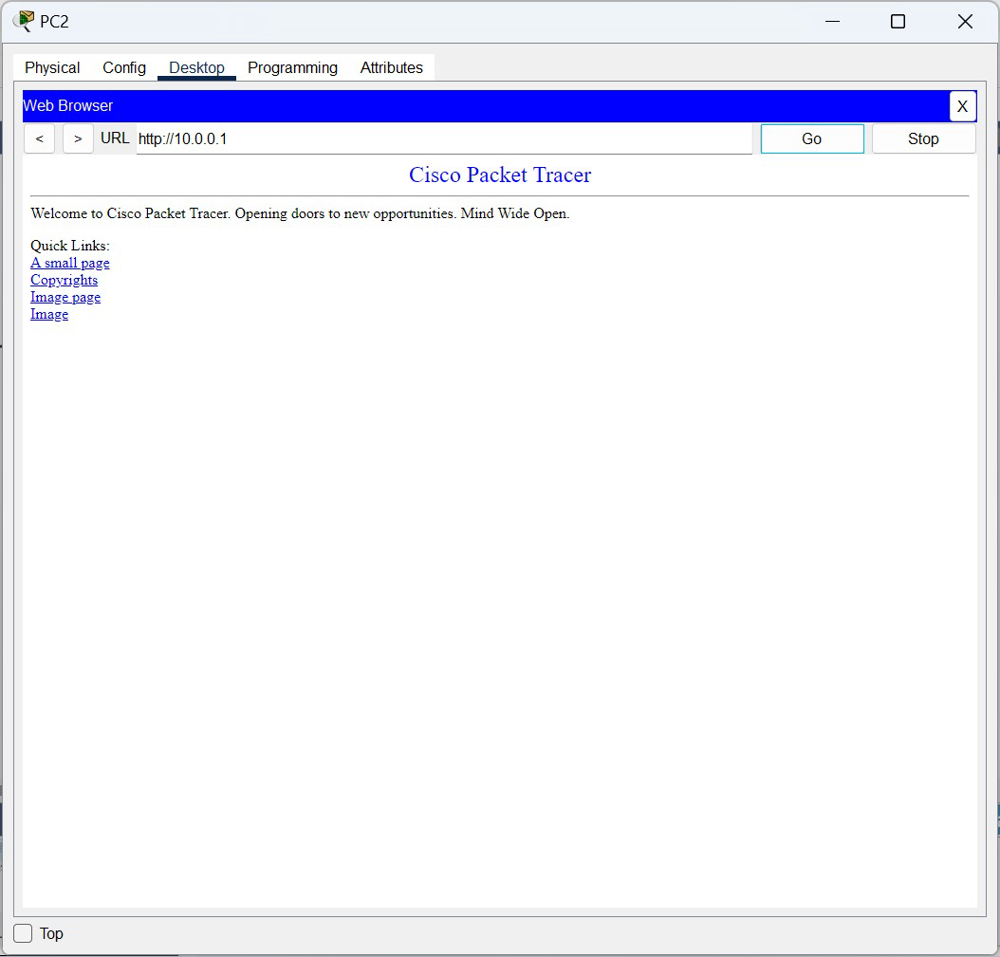 PC2
Physical Config Desktop Programming Attributes
Web Browser X
< > URL http://10.0.0.1 Go Stop
Cisco Packet Tracer
Welcome to Cisco Packet Tracer. Opening doors to new opportunities. Mind Wide Open.
Quick Links:
A small page
Copyrights
Image page
Image
Top